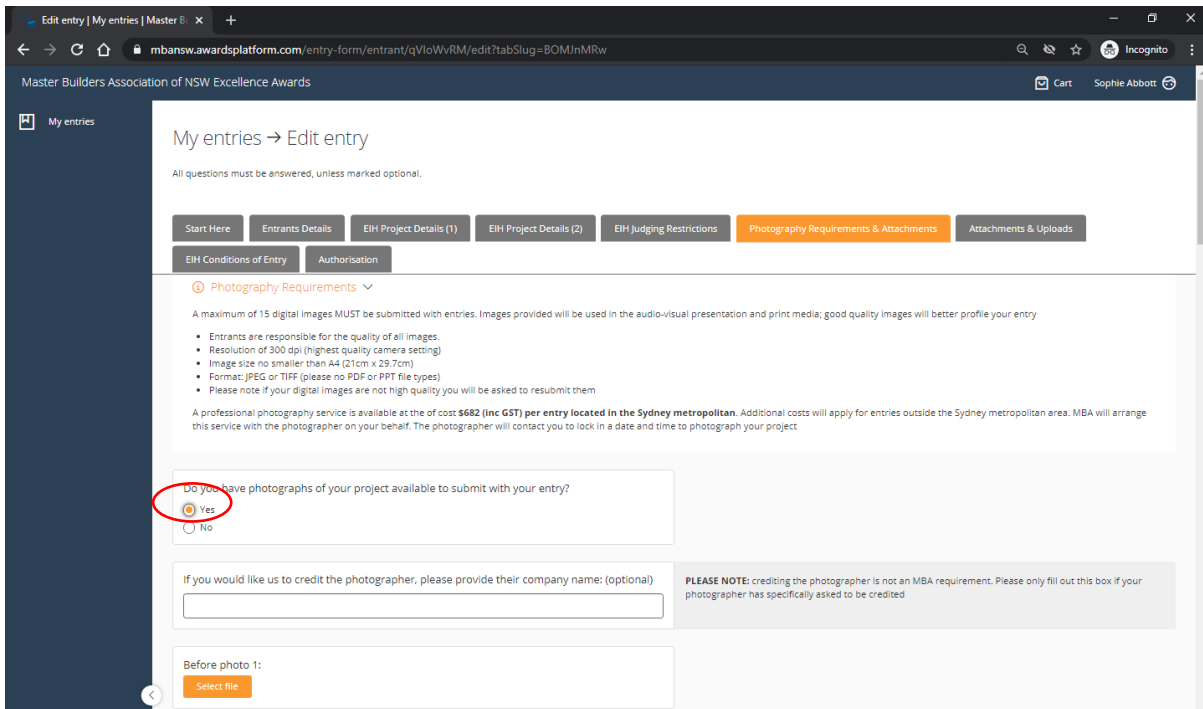 Edit entry | My entries | Master B
mbansw.awardsplatform.com/entry-form/entrant/qVIoWvRM/edit?tabSlug=BOMJnMRw
Incognito
Master Builders Association of NSW Excellence Awards
Cart
Sophie Abbott
My entries
My entries → Edit entry
All questions must be answered, unless marked optional.
Start Here
Entrants Details
EIH Project Details (1)
EIH Project Details (2)
EIH Judging Restrictions
Photography Requirements & Attachments
Attachments & Uploads
EIH Conditions of Entry
Authorisation
Photography Requirements
A maximum of 15 digital images MUST be submitted with entries. Images provided will be used in the audio-visual presentation and print media; good quality images will better profile your entry
• Entrants are responsible for the quality of all images.
• Resolution of 300 dpi (highest quality camera setting)
• Image size no smaller than A4 (21cm x 29.7cm)
• Format: JPEG or TIFF (please no PDF or PPT file types)
• Please note if your digital images are not high quality you will be asked to resubmit them
A professional photography service is available at the of cost $682 (inc GST) per entry located in the Sydney metropolitan. Additional costs will apply for entries outside the Sydney metropolitan area. MBA will arrange
this service with the photographer on your behalf. The photographer will contact you to lock in a date and time to photograph your project
Do you have photographs of your project available to submit with your entry?
Yes
No
If you would like us to credit the photographer, please provide their company name: (optional)
PLEASE NOTE: crediting the photographer is not an MBA requirement. Please only fill out this box if your
photographer has specifically asked to be credited
Before photo 1:
Select file